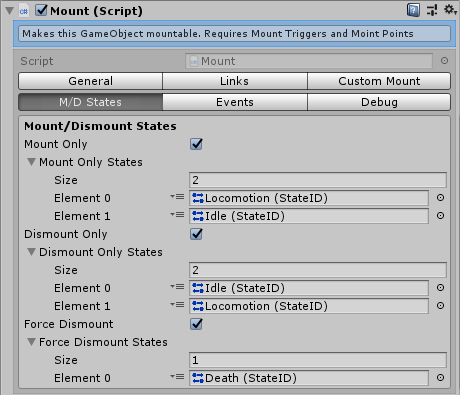 Mount (Script)
Makes this GameObject mountable. Requires Mount Triggers and Moint Points
Script Mount
General Links Custom Mount
M/D States Events Debug
Mount/Dismount States
Mount Only
Mount Only States
Size 2
Element 0 Locomotion (StateID)
Element 1 Idle (StateID)
Dismount Only
Dismount Only States
Size 2
Element 0 Idle (StateID)
Element 1 Locomotion (StateID)
Force Dismount
Force Dismount States
Size 1
Element 0 Death (StateID)